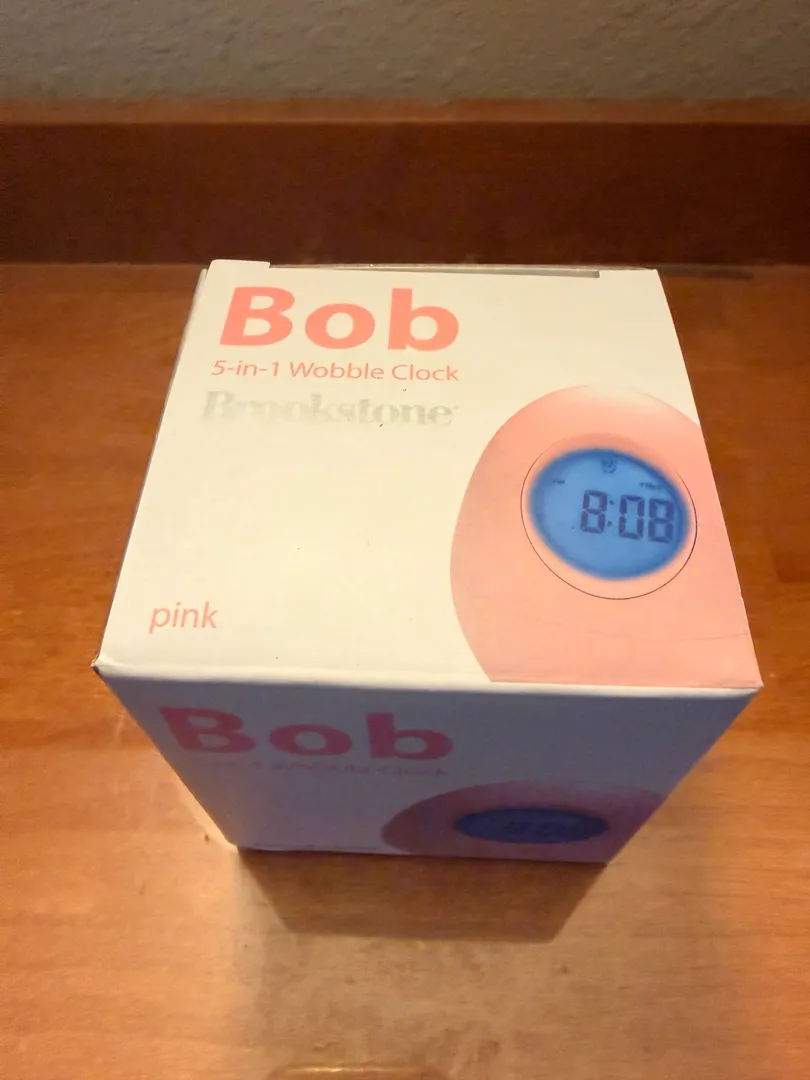 Bob
5-in-1 Wobble Clock
Brookstone
8:08
pink
Bob